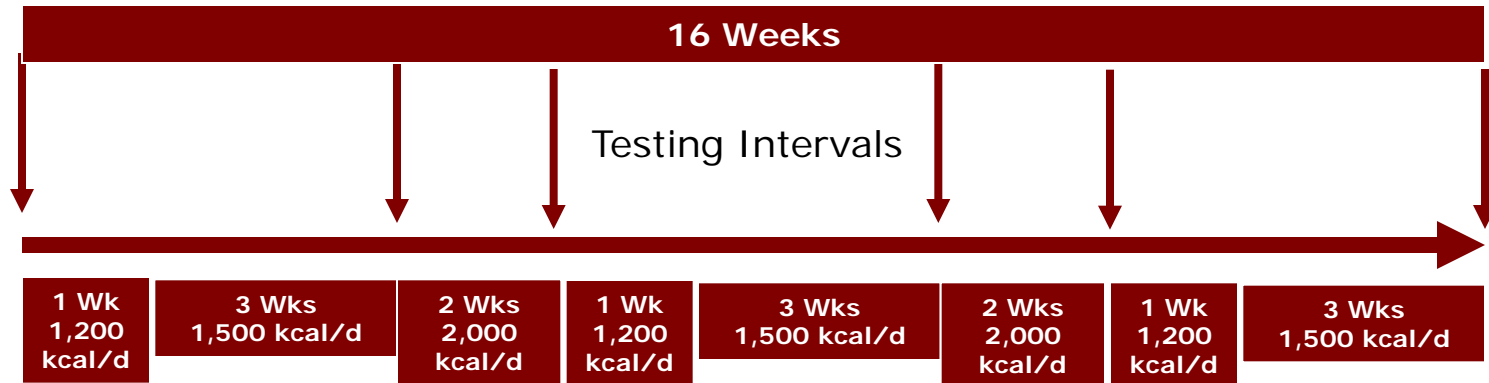 16 Weeks
Testing Intervals
1 Wk
1,200
kcal/d
3 Wks
1,500 kcal/d
2 Wks
2,000
kcal/d
1 Wk
1,200
kcal/d
3 Wks
1,500 kcal/d
2 Wks
2,000
kcal/d
1 Wk
1,200
kcal/d
3 Wks
1,500 kcal/d